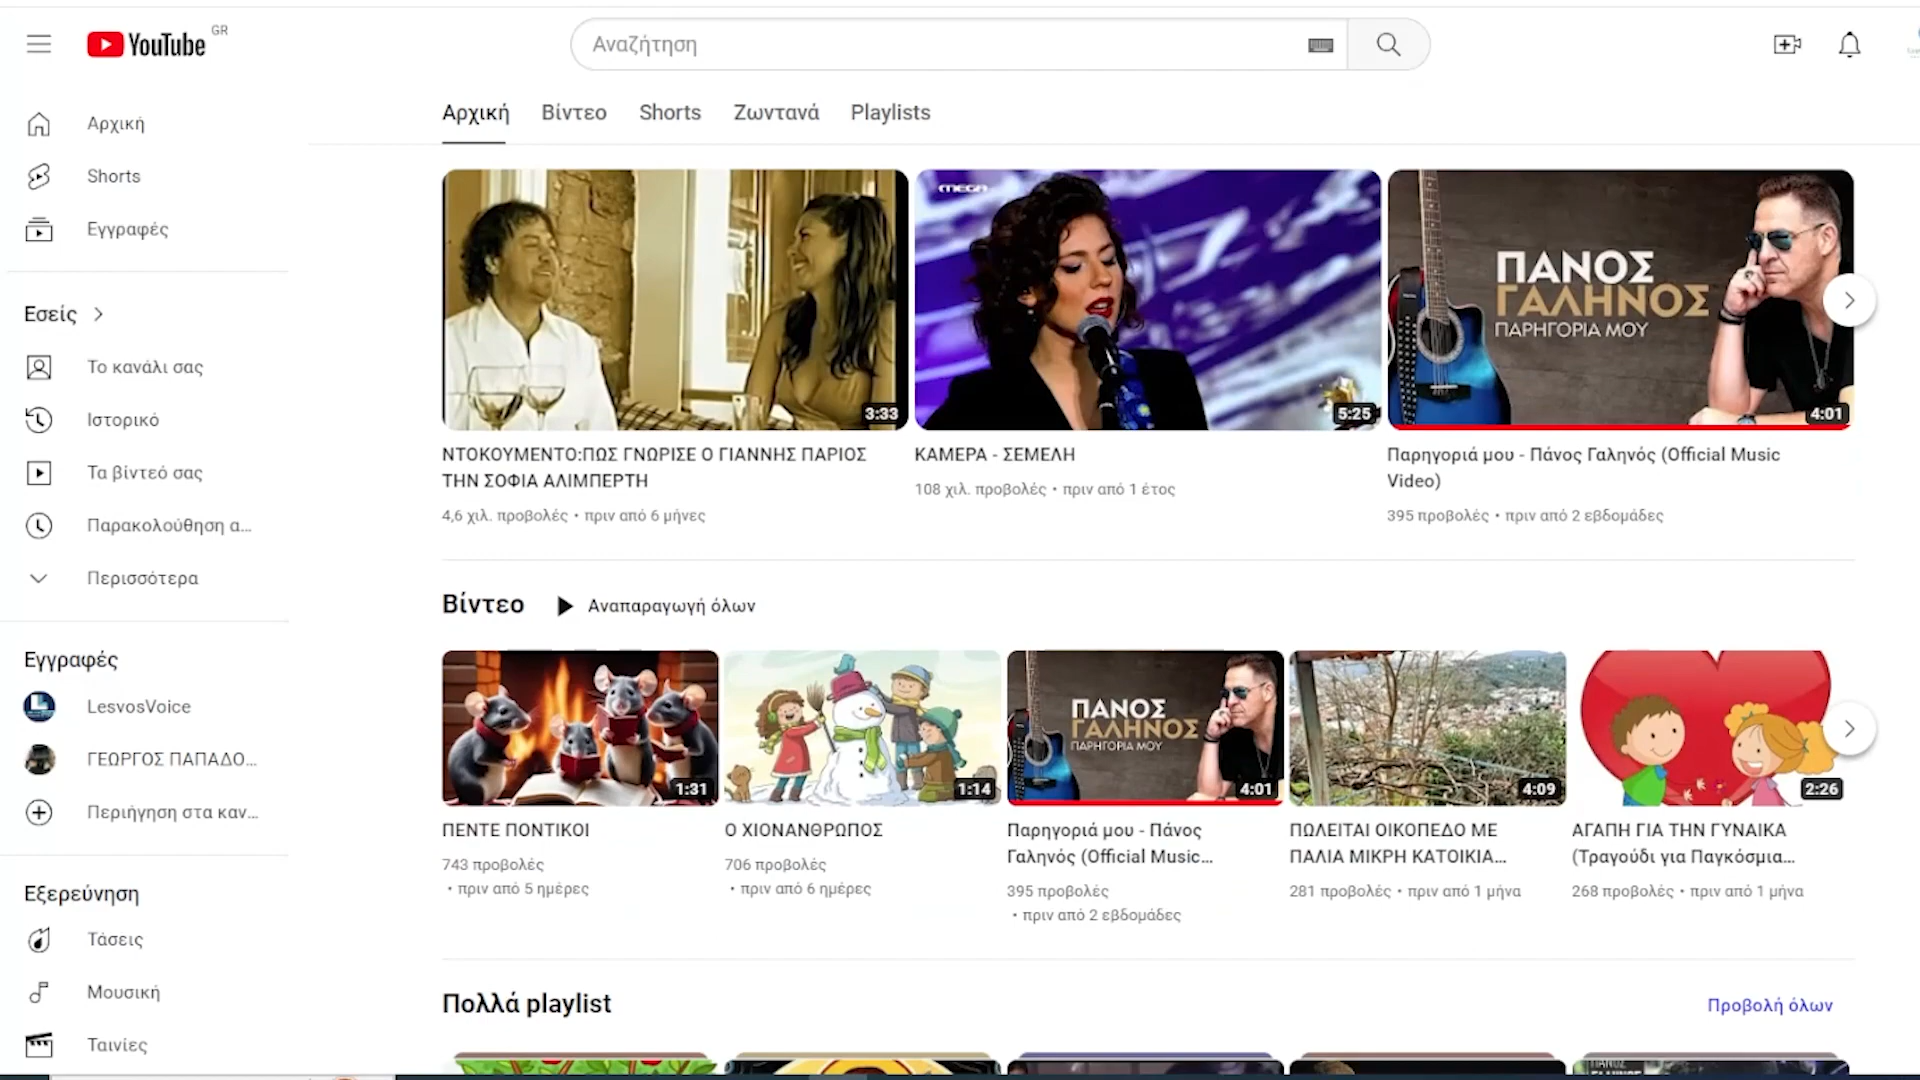 YouTube GR
Αναζήτηση
Αρχική
Shorts
Εγγραφές
Εσείς
Το κανάλι σας
Ιστορικό
Τα βίντεό σας
Παρακολούθηση α...
Περισσότερα
Εγγραφές
LesvosVoice
ΓΕΩΡΓΟΣ ΠΑΠΑΔΟ...
Περιήγηση στα καν...
Εξερεύνηση
Τάσεις
Μουσική
Ταινίες
Αρχική Βίντεο Shorts Ζωντανά Playlists
3:33
MEGA
5:25
ΠΑΝΟΣ
ΓΑΛΗΝΟΣ
ΠΑΡΗΓΟΡΙΑ ΜΟΥ
4:01
ΝΤΟΚΟΥΜΕΝΤΟ:ΠΩΣ ΓΝΩΡΙΣΕ Ο ΓΙΑΝΝΗΣ ΠΑΡΙΟΣ
ΤΗΝ ΣΟΦΙΑ ΑΛΙΜΠΕΡΤΗ
4,6 χιλ. προβολές • πριν από 6 μήνες
ΚΑΜΕΡΑ - ΣΕΜΕΛΗ
108 χιλ. προβολές • πριν από 1 έτος
Παρηγοριά μου - Πάνος Γαληνός (Official Music
Video)
395 προβολές • πριν από 2 εβδομάδες
Βίντεο Αναπαραγωγή όλων
1:31
1:14
ΠΑΝΟΣ
ΓΑΛΗΝΟΣ
ΠΑΡΗΓΟΡΙΑ ΜΟΥ
4:01
4:09
2:26
ΠΕΝΤΕ ΠΟΝΤΙΚΟΙ
743 προβολές
• πριν από 5 ημέρες
Ο ΧΙΟΝΑΝΘΡΩΠΟΣ
706 προβολές
• πριν από 6 ημέρες
Παρηγοριά μου - Πάνος
Γαληνός (Official Music...
395 προβολές
• πριν από 2 εβδομάδες
ΠΩΛΕΙΤΑΙ ΟΙΚΟΠΕΔΟ ΜΕ
ΠΑΛΙΑ ΜΙΚΡΗ ΚΑΤΟΙΚΙΑ...
281 προβολές • πριν από 1 μήνα
ΑΓΑΠΗ ΓΙΑ ΤΗΝ ΓΥΝΑΙΚΑ
(Τραγούδι για Παγκόσμια...
268 προβολές • πριν από 1 μήνα
Πολλά playlist
Προβολή όλων